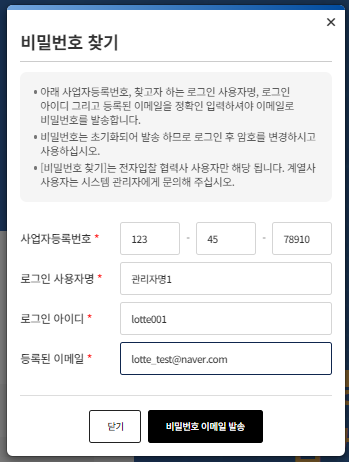 비밀번호 찾기
• 아래 사업자등록번호, 찾고자 하는 로그인 사용자명, 로그인
아이디 그리고 등록된 이메일을 정확인 입력하셔야 이메일로
비밀번호를 발송합니다.
• 비밀번호는 초기화되어 발송 하므로 로그인 후 암호를 변경하시고
사용하십시오.
• [비밀번호 찾기]는 전자입찰 협력사 사용자만 해당 됩니다. 계열사
사용자는 시스템 관리자에게 문의해 주십시오.
사업자등록번호 * 123 - 45 - 78910
로그인 사용자명 * 관리자명1
로그인 아이디 * lotte001
등록된 이메일 * lotte_test@naver.com
닫기 비밀번호 이메일 발송